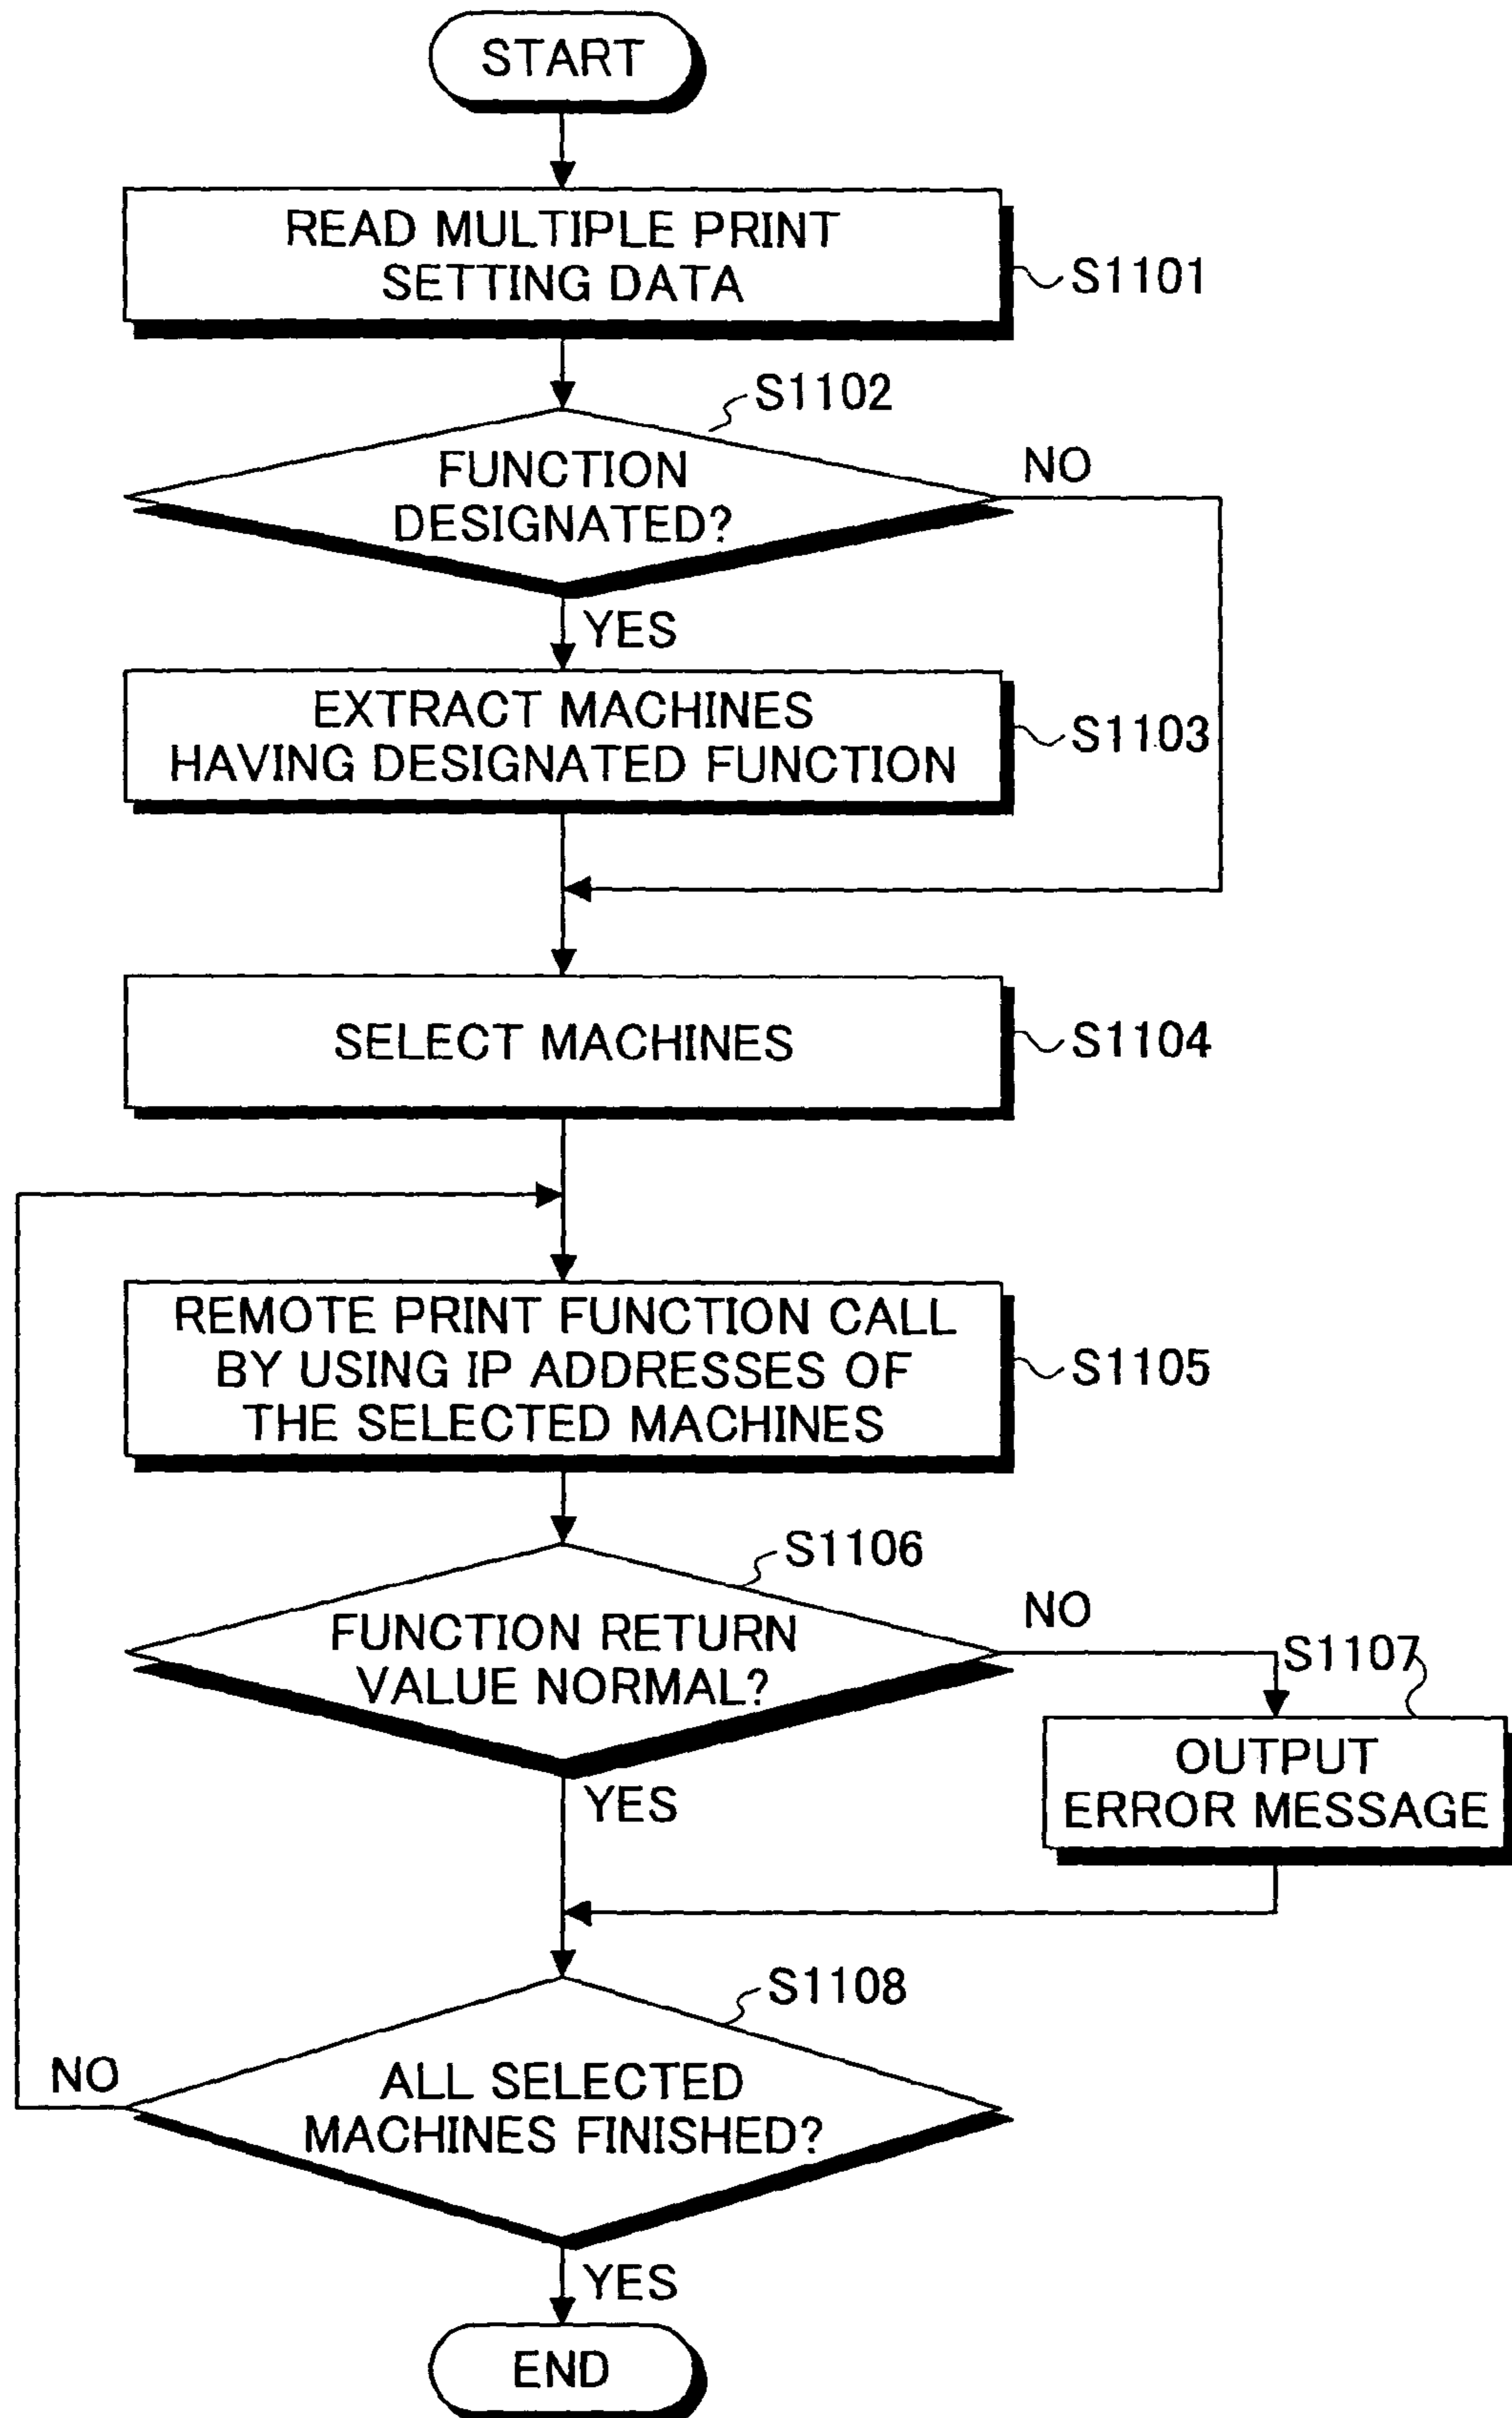 START
READ MULTIPLE PRINT
SETTING DATA
S1101
S1102
FUNCTION
DESIGNATED?
NO
YES
EXTRACT MACHINES
HAVING DESIGNATED FUNCTION
S1103
SELECT MACHINES
S1104
REMOTE PRINT FUNCTION CALL
BY USING IP ADDRESSES OF
THE SELECTED MACHINES
S1105
S1106
FUNCTION RETURN
VALUE NORMAL?
NO
S1107
OUTPUT
ERROR MESSAGE
YES
S1108
ALL SELECTED
MACHINES FINISHED?
NO
YES
END